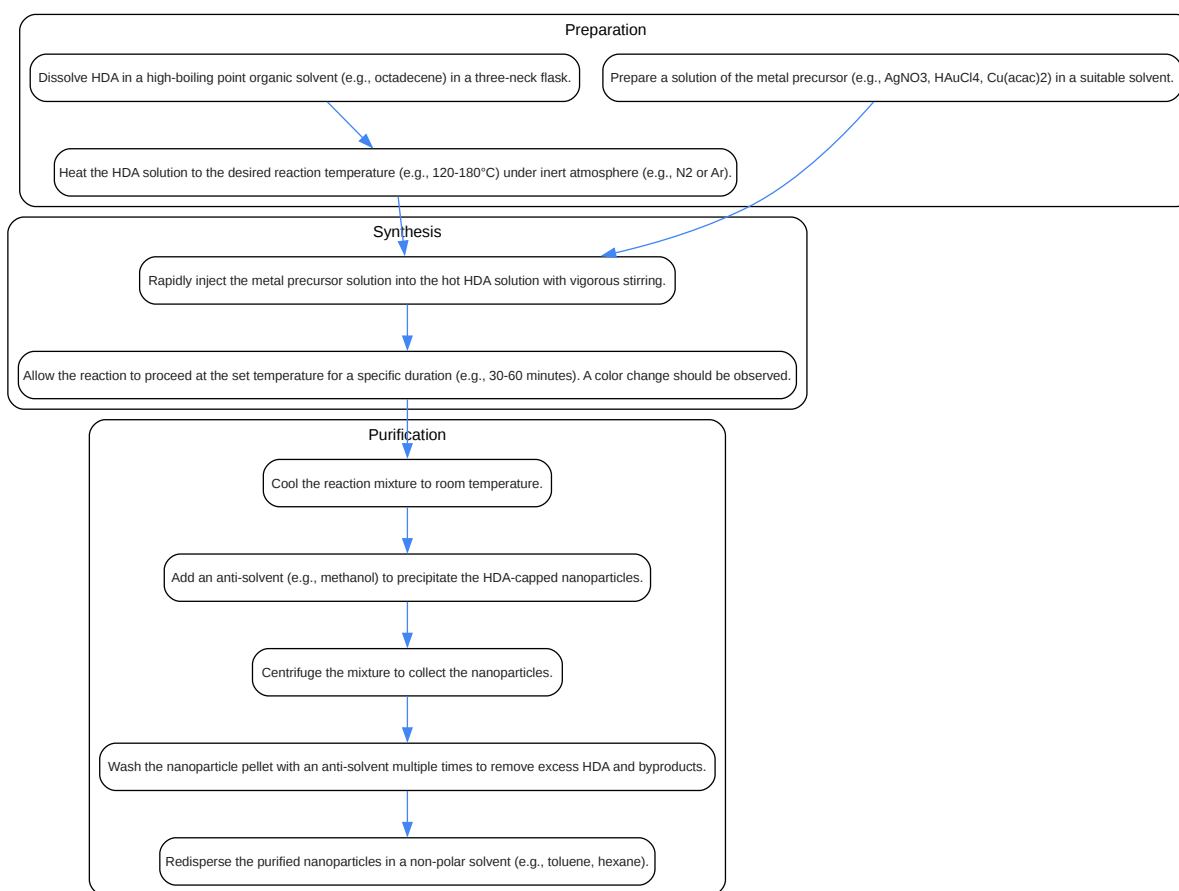 Preparation
Dissolve HDA in a high-boiling point organic solvent (e.g., octadecene) in a three-neck flask.
Prepare a solution of the metal precursor (e.g., AgNO3, HAuCl4, Cu(acac)2) in a suitable solvent.
Heat the HDA solution to the desired reaction temperature (e.g., 120-180°C) under inert atmosphere (e.g., N2 or Ar).
Synthesis
Rapidly inject the metal precursor solution into the hot HDA solution with vigorous stirring.
Allow the reaction to proceed at the set temperature for a specific duration (e.g., 30-60 minutes). A color change should be observed.
Purification
Cool the reaction mixture to room temperature.
Add an anti-solvent (e.g., methanol) to precipitate the HDA-capped nanoparticles.
Centrifuge the mixture to collect the nanoparticles.
Wash the nanoparticle pellet with an anti-solvent multiple times to remove excess HDA and byproducts.
Redisperse the purified nanoparticles in a non-polar solvent (e.g., toluene, hexane).